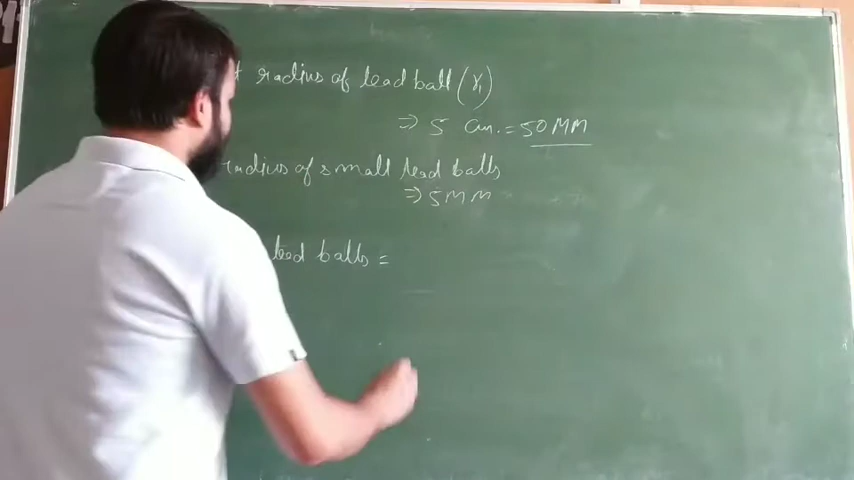 radius of lead ball (r₁)
⇒ 5 cm. = 50 MM
radius of small lead balls
⇒ 5 MM
lead balls =